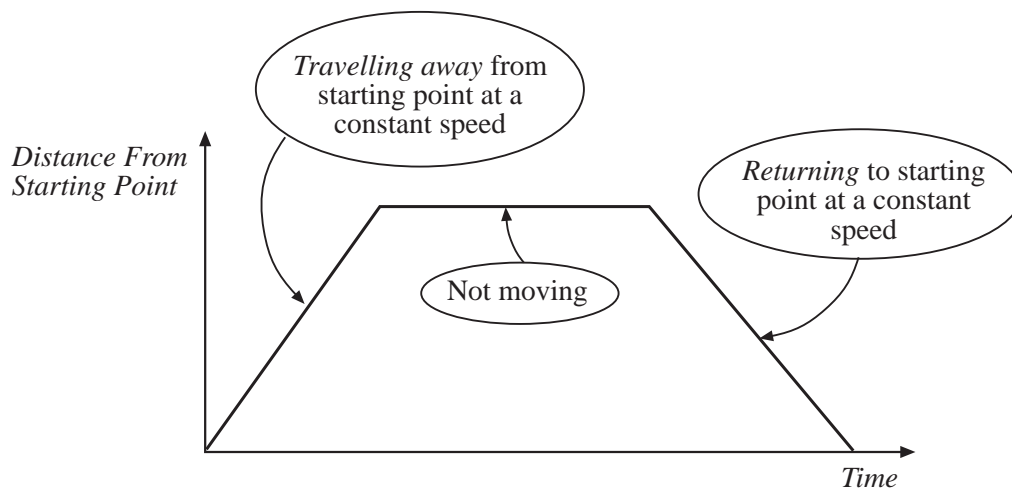 Travelling away from
starting point at a
constant speed
Distance From
Starting Point
Returning to starting
point at a constant
speed
Not moving
Time